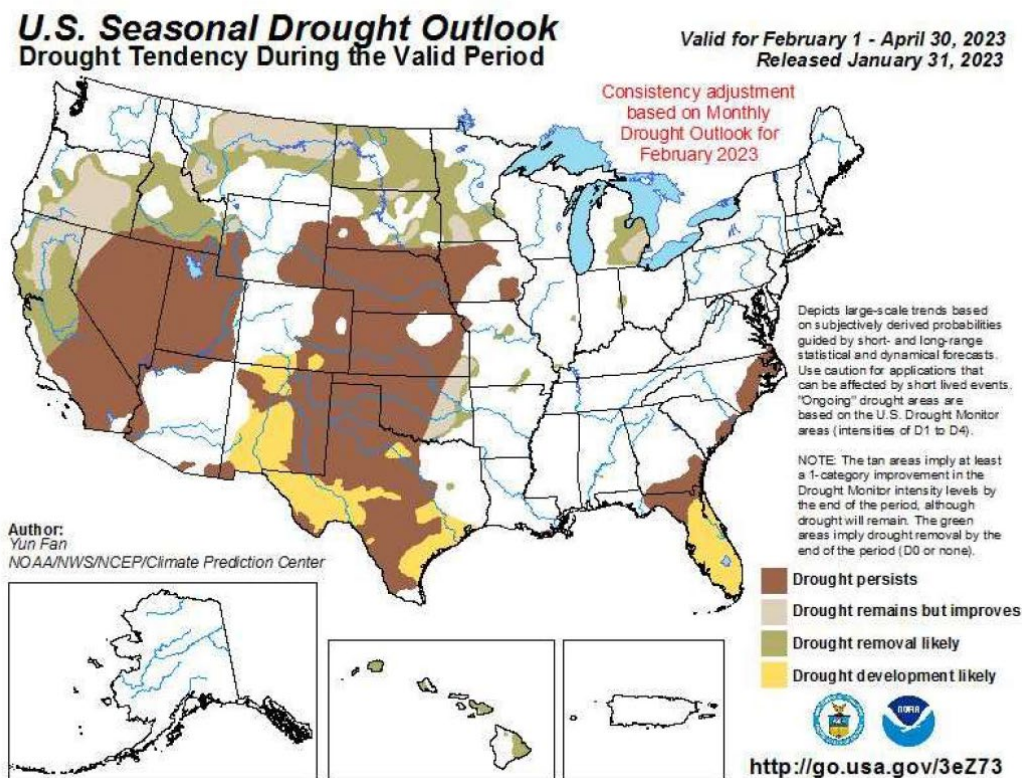 U.S. Seasonal Drought Outlook
Drought Tendency During the Valid Period
Valid for February 1 - April 30, 2023
Released January 31, 2023
Consistency adjustment
based on Monthly
Drought Outlook for
February 2023
Depicts large-scale trends based
on subjectively derived probabilities
guided by short- and long-range
statistical and dynamical forecasts.
Use caution for applications that
can be affected by short lived events.
"Ongoing" drought areas are
based on the U.S. Drought Monitor
areas (intensities of D1 to D4).
NOTE: The tan areas imply at least
a 1-category improvement in the
Drought Monitor intensity levels by
the end of the period, although
drought will remain. The green
areas imply drought removal by the
end of the period (D0 or none).
Author:
Yun Fan
NOAA/NWS/NCEP/Climate Prediction Center
Drought persists
Drought remains but improves
Drought removal likely
Drought development likely
NOAA
http://go.usa.gov/3eZ73